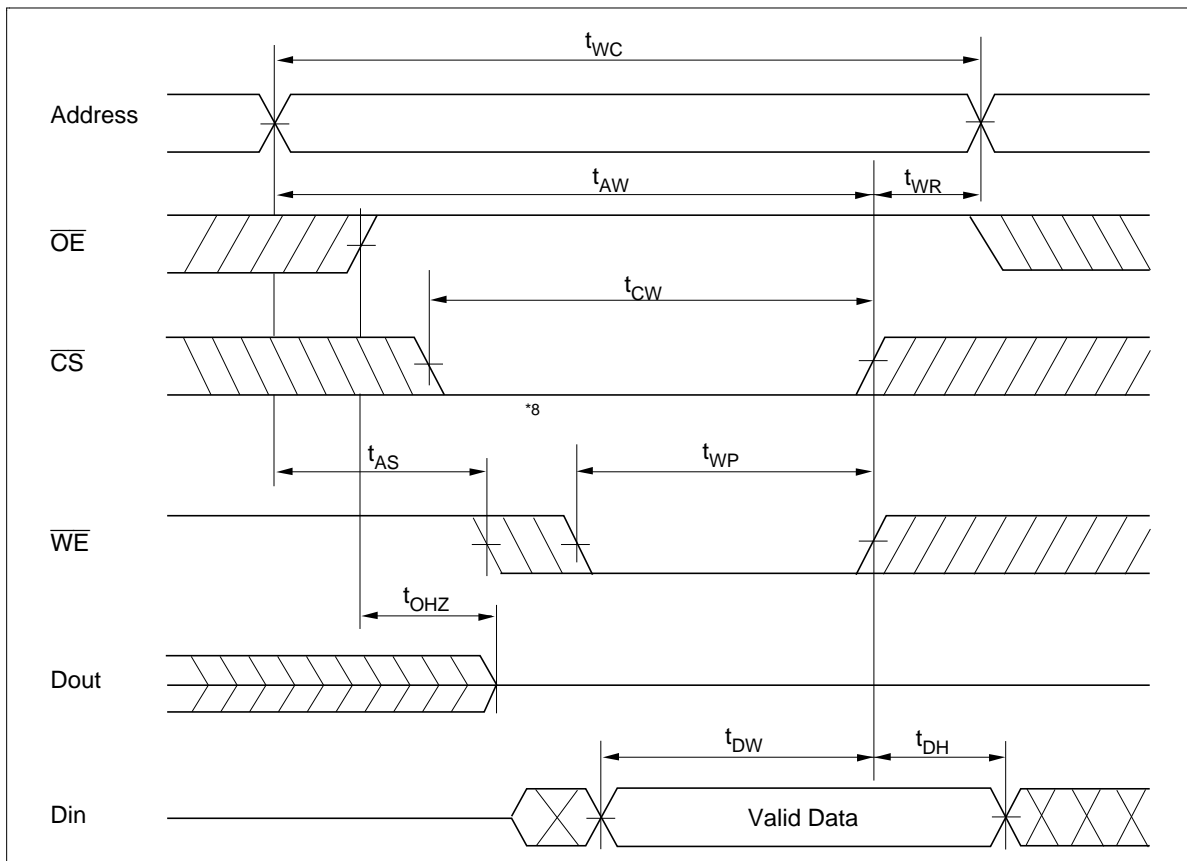 tWC
Address
tAW
tWR
OE
tCW
CS
*8
tAS
tWP
WE
tOHZ
Dout
tDW
tDH
Din
Valid Data